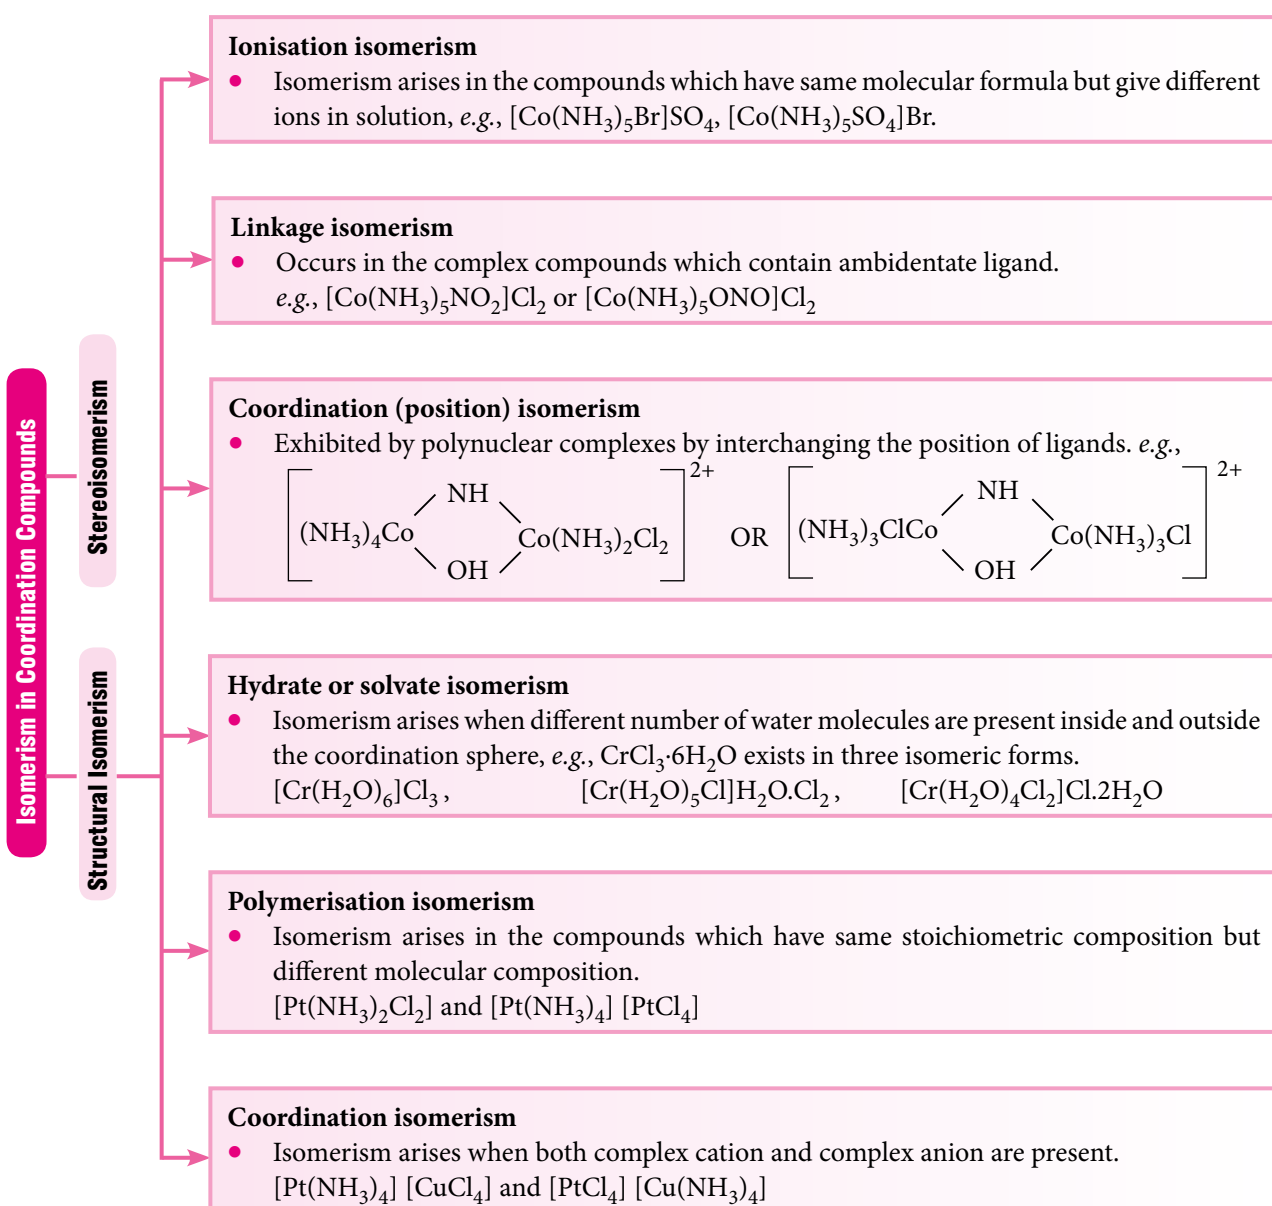 Isomerism in Coordination Compounds
Stereoisomerism
Structural Isomerism
Ionisation isomerism
• Isomerism arises in the compounds which have same molecular formula but give different
ions in solution, e.g., [Co(NH₃)₅Br]SO₄, [Co(NH₃)₅SO₄]Br.
Linkage isomerism
• Occurs in the complex compounds which contain ambidentate ligand.
e.g., [Co(NH₃)₅NO₂]Cl₂ or [Co(NH₃)₅ONO]Cl₂
Coordination (position) isomerism
• Exhibited by polynuclear complexes by interchanging the position of ligands. e.g.,
[(NH₃)₄Co NH OH Co(NH₃)₂Cl₂]²⁺ OR [(NH₃)₃ClCo NH OH Co(NH₃)₃Cl]²⁺
Hydrate or solvate isomerism
• Isomerism arises when different number of water molecules are present inside and outside
the coordination sphere, e.g., CrCl₃·6H₂O exists in three isomeric forms.
[Cr(H₂O)₆]Cl₃, [Cr(H₂O)₅Cl]H₂O.Cl₂, [Cr(H₂O)₄Cl₂]Cl.2H₂O
Polymerisation isomerism
• Isomerism arises in the compounds which have same stoichiometric composition but
different molecular composition.
[Pt(NH₃)₂Cl₂] and [Pt(NH₃)₄] [PtCl₄]
Coordination isomerism
• Isomerism arises when both complex cation and complex anion are present.
[Pt(NH₃)₄] [CuCl₄] and [PtCl₄] [Cu(NH₃)₄]